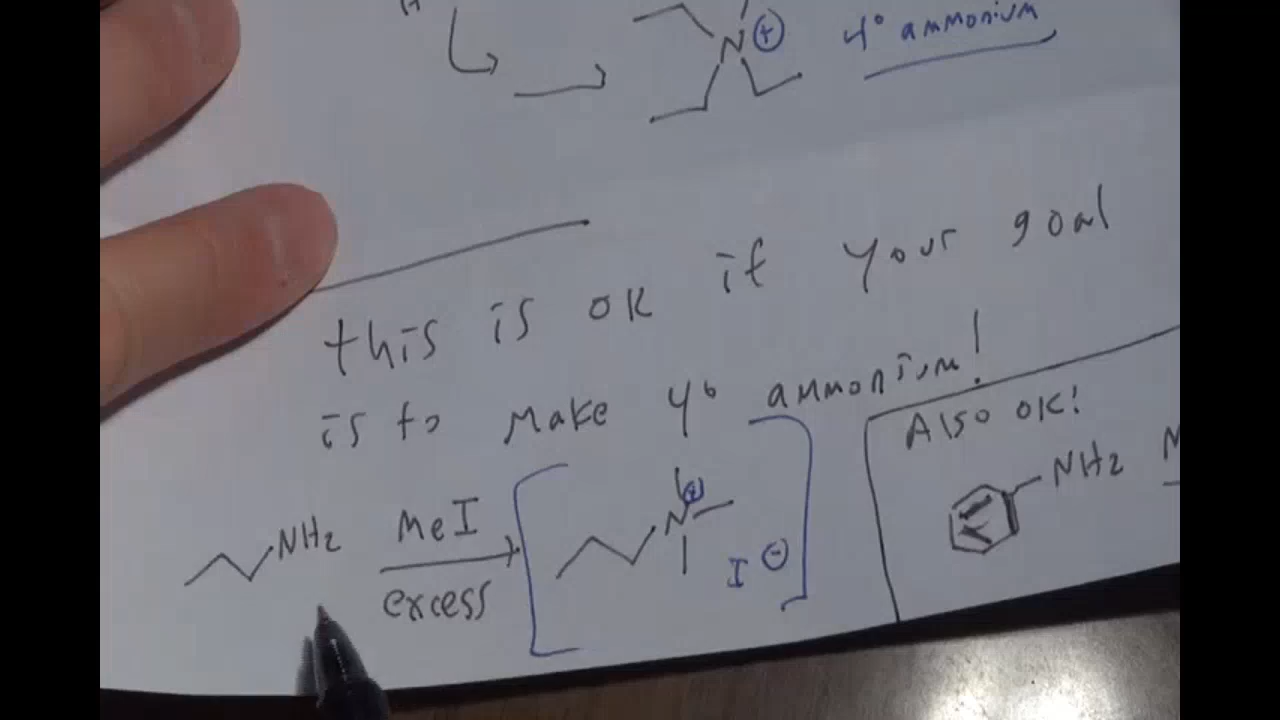 N ⊕ 4° ammonium
this is ok if your goal
is to make 4° ammonium!
Also ok!
NH2 MeI excess N ⊕ I ⊖
NH2